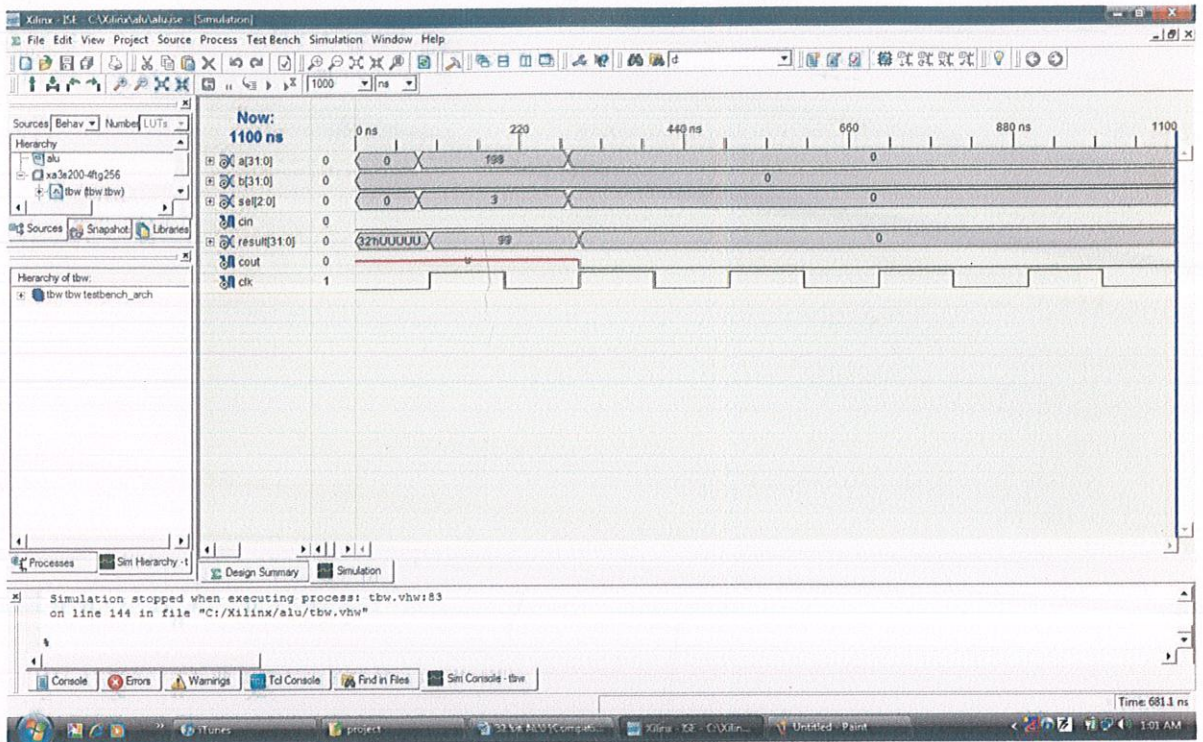 Xilinx - ISE - C:\Xilinx\alu\alu.ise - [Simulation]
File Edit View Project Source Process Test Bench Simulation Window Help
d
1000 ns
Sources Behav Number LUTs
Hierarchy
alu
xa3s200-4ftg256
tbw (tbw.tbw)
Sources Snapshot Libraries
Hierarchy of tbw:
tbw tbw testbench_arch
Processes Sim Hierarchy - t
Now:
1100 ns
0 ns 220 440 ns 660 880 ns 1100
a[31:0] 0 0 198 0
b[31:0] 0 0
sel[2:0] 0 0 3 0
cin 0
result[31:0] 0 32'hUUUUU 99 0
cout 0 U
clk 1
Design Summary Simulation
Simulation stopped when executing process: tbw.vhw:83
on line 144 in file "C:/Xilinx/alu/tbw.vhw"
%
Console Errors Warnings Tcl Console Find in Files Sim Console - tbw
Time: 681.1 ns
iTunes project Xilinx - ISE - C:\Xilin... Untitled - Paint 1:01 AM